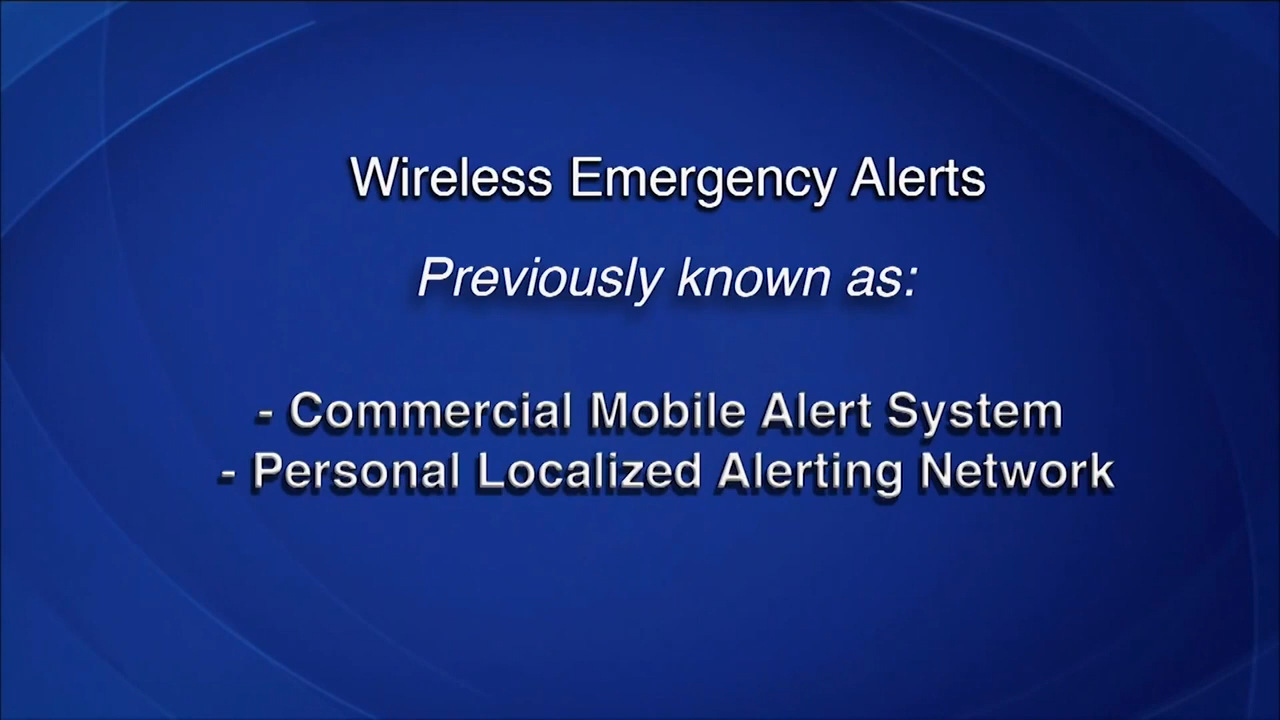 Wireless Emergency Alerts
Previously known as:
- Commercial Mobile Alert System
- Personal Localized Alerting Network